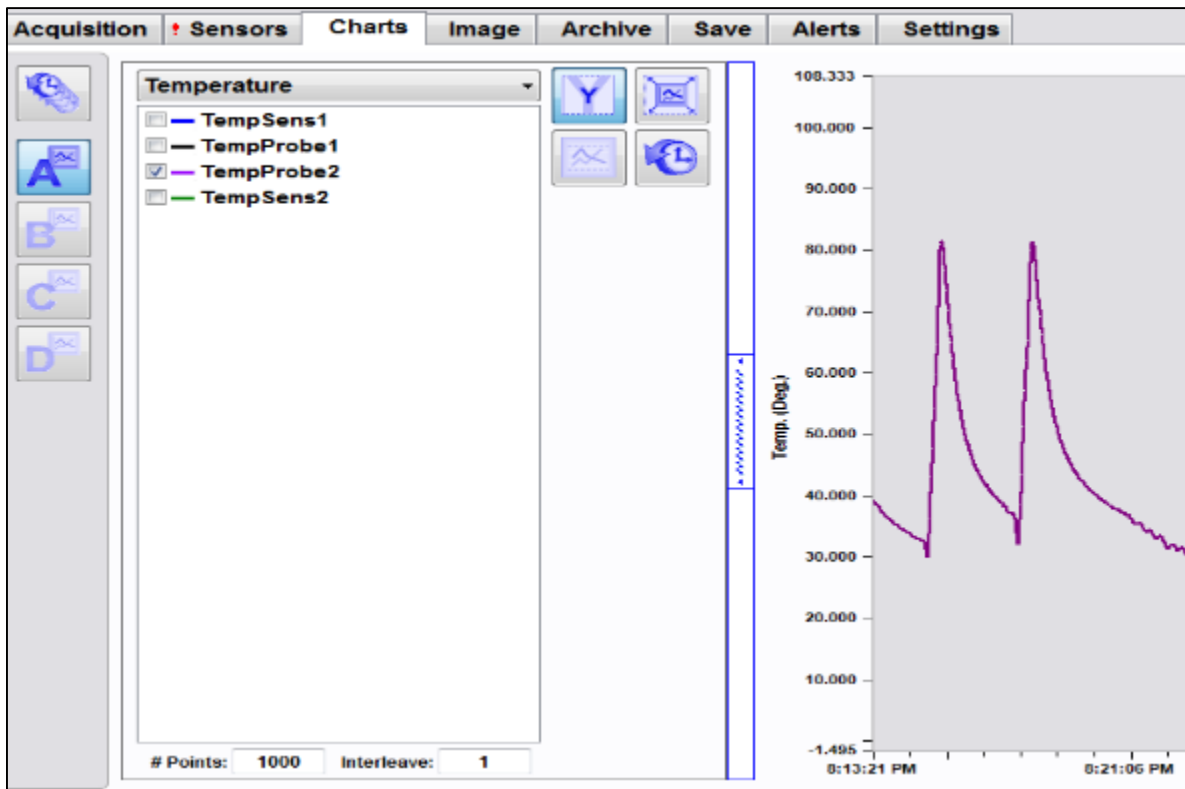 Acquisition ! Sensors Charts Image Archive Save Alerts Settings
Temperature
TempSens1
TempProbe1
TempProbe2
TempSens2
Y
A
B
C
D
# Points: 1000 Interleave: 1
108.333
100.000
90.000
80.000
70.000
60.000
50.000
40.000
30.000
20.000
10.000
-1.495
Temp. (Deg.)
8:13:21 PM 8:21:06 PM